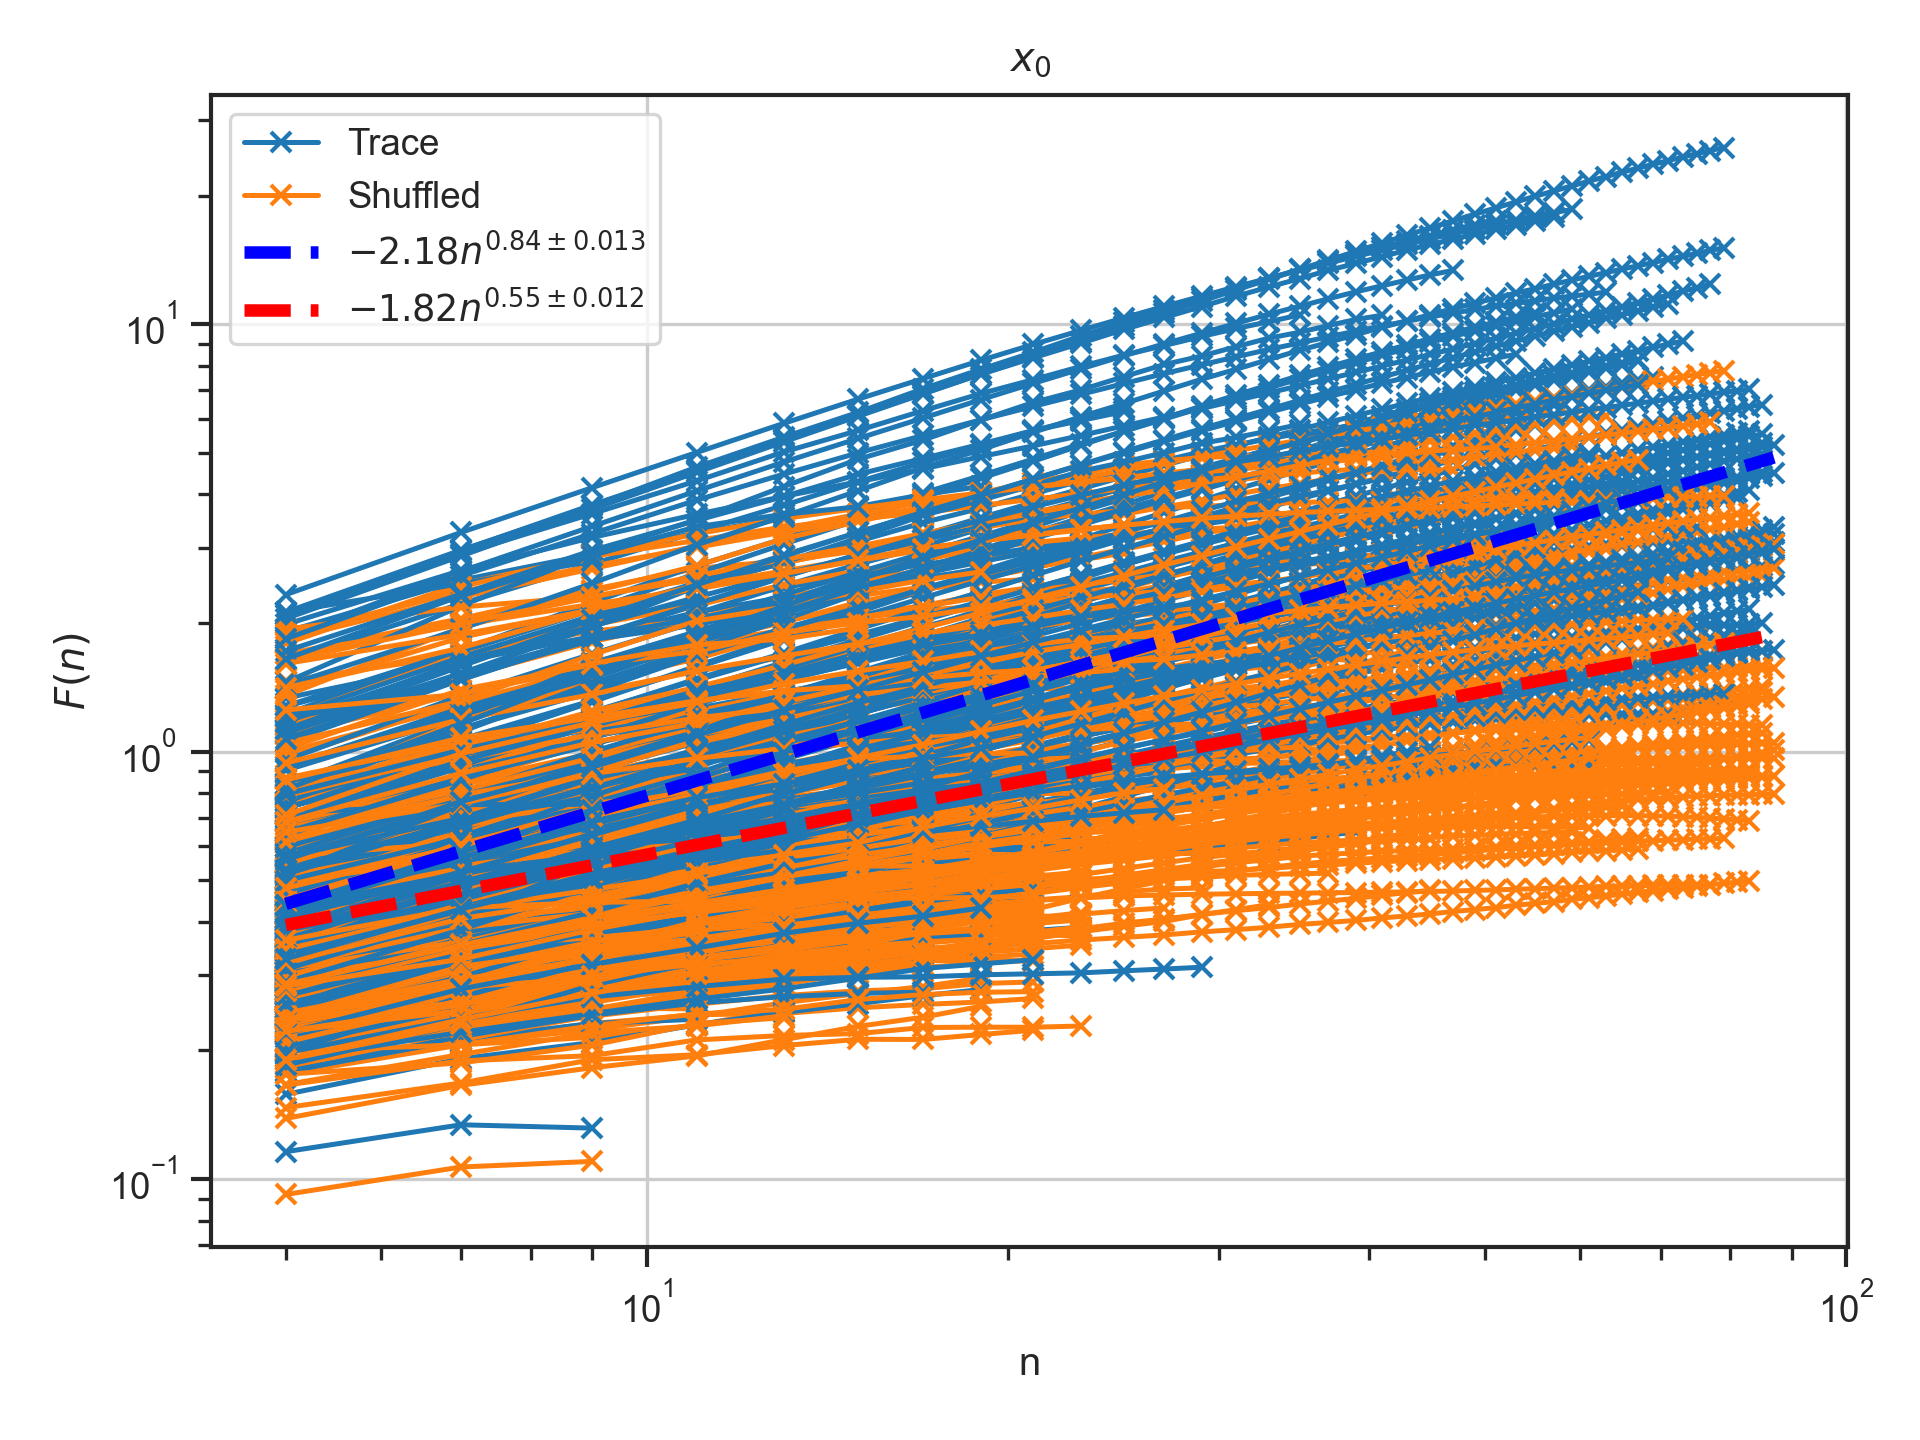 x₀
Trace
Shuffled
−2.18n^{0.84 ± 0.013}
−1.82n^{0.55 ± 0.012}
10¹
10⁰
10⁻¹
F(n)
10¹
10²
n